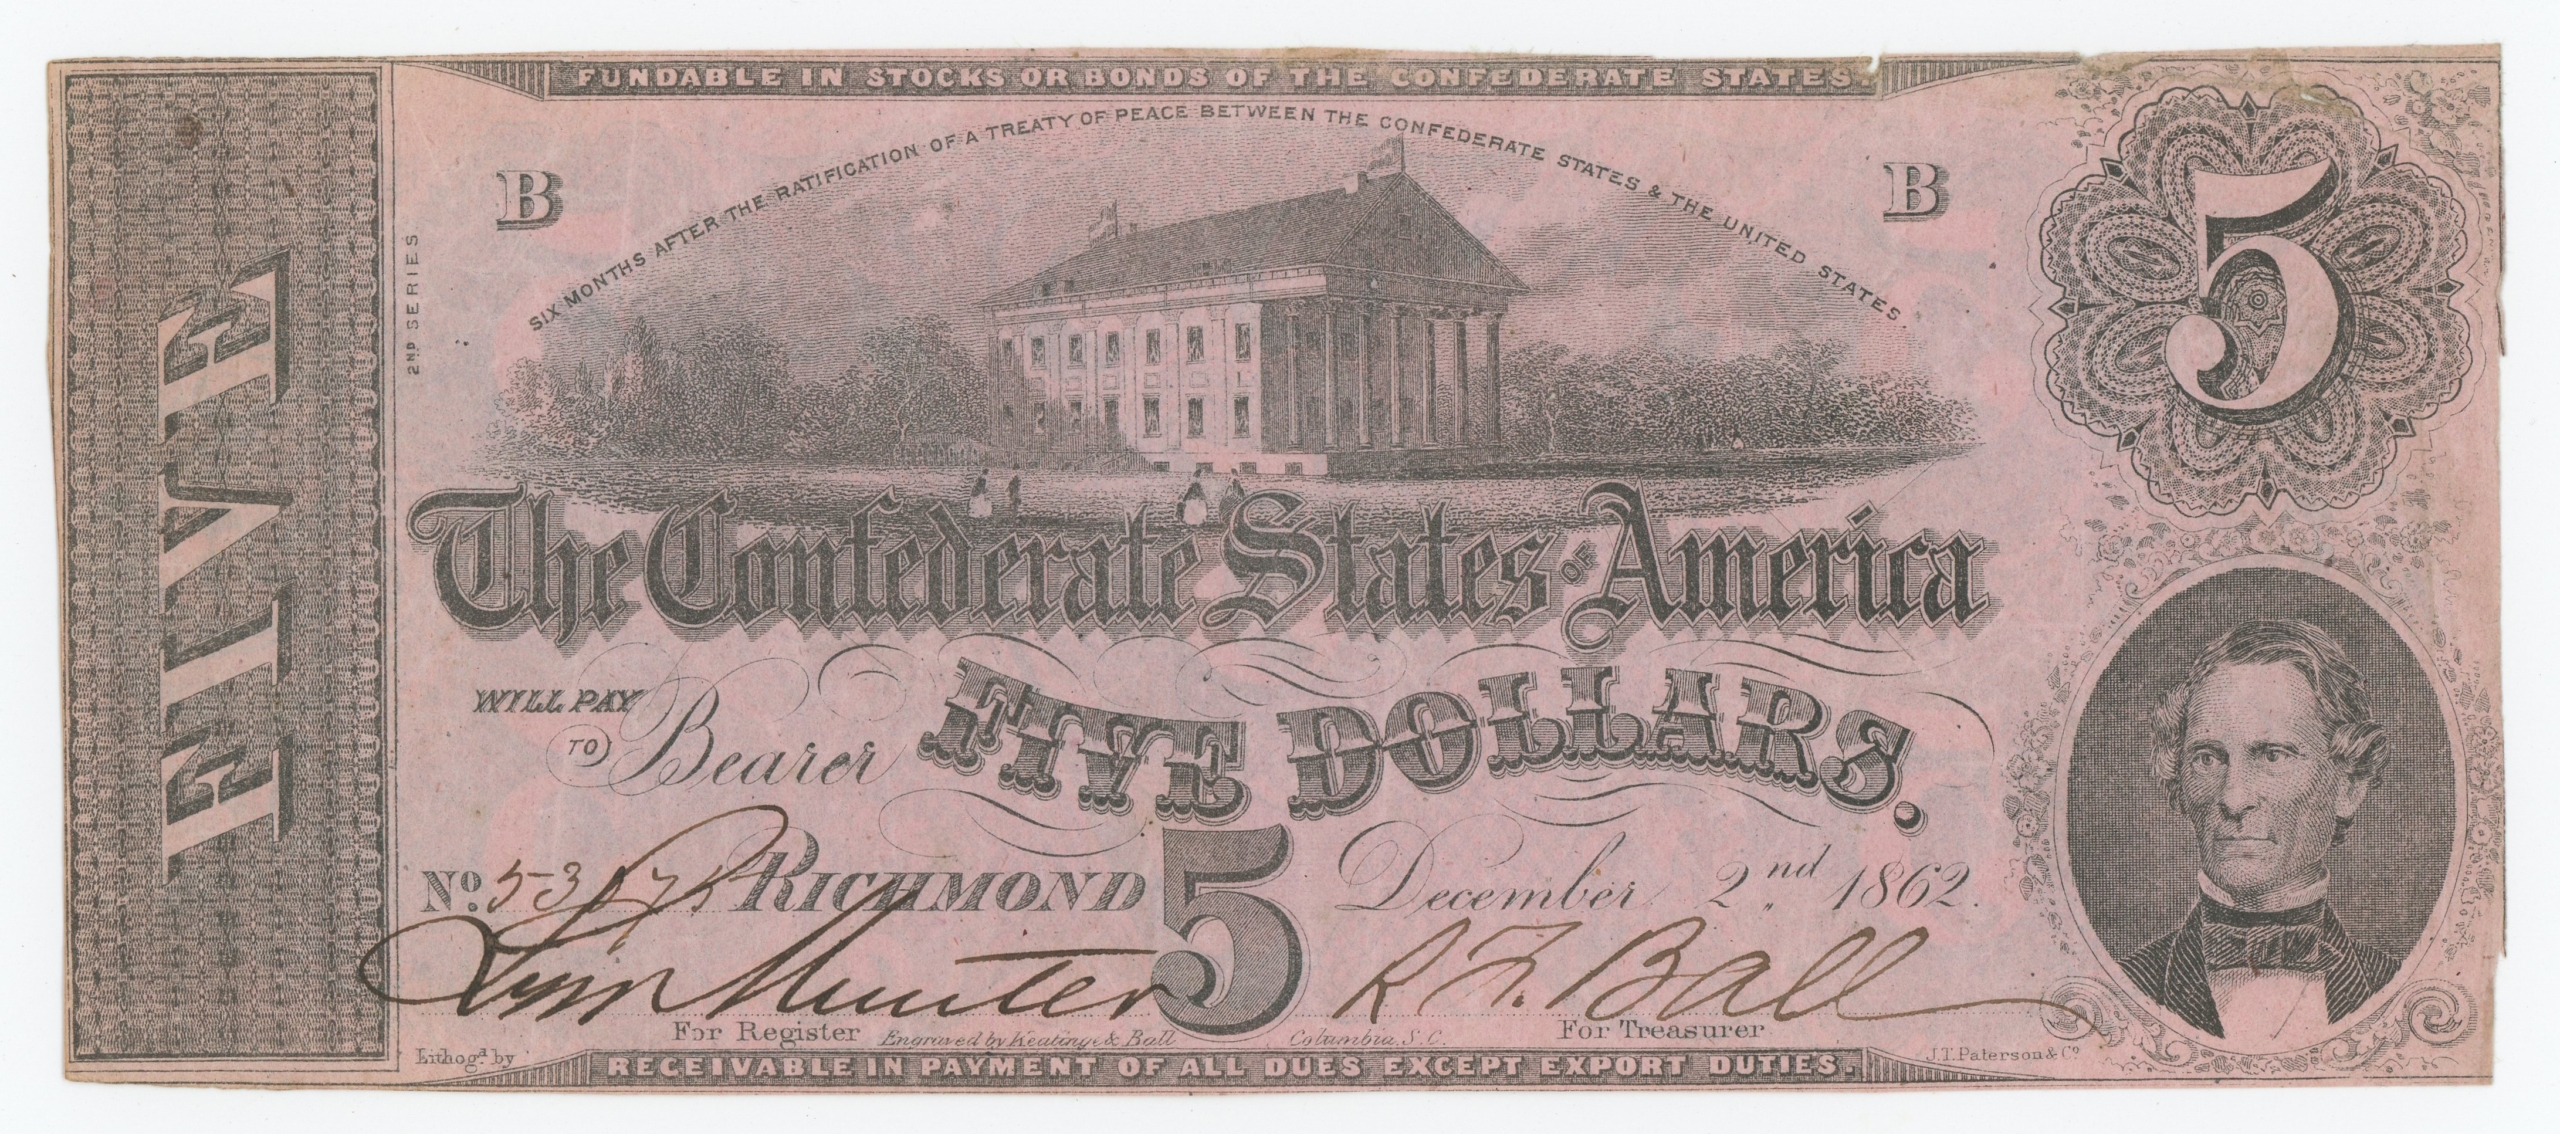 FUNDABLE IN STOCKS OR BONDS OF THE CONFEDERATE STATES.
SIX MONTHS AFTER THE RATIFICATION OF A TREATY OF PEACE BETWEEN THE CONFEDERATE STATES & THE UNITED STATES.
B B
5
FIVE
2ND SERIES
The Confederate States OF America
WILL PAY
TO Bearer FIVE DOLLARS.
No. RICHMOND 5 December 2nd 1862.
R F. Ball
For Register Engraved by Keatinge & Ball Columbia, S.C. For Treasurer
Lithogd by J.T. Paterson & Co
RECEIVABLE IN PAYMENT OF ALL DUES EXCEPT EXPORT DUTIES.